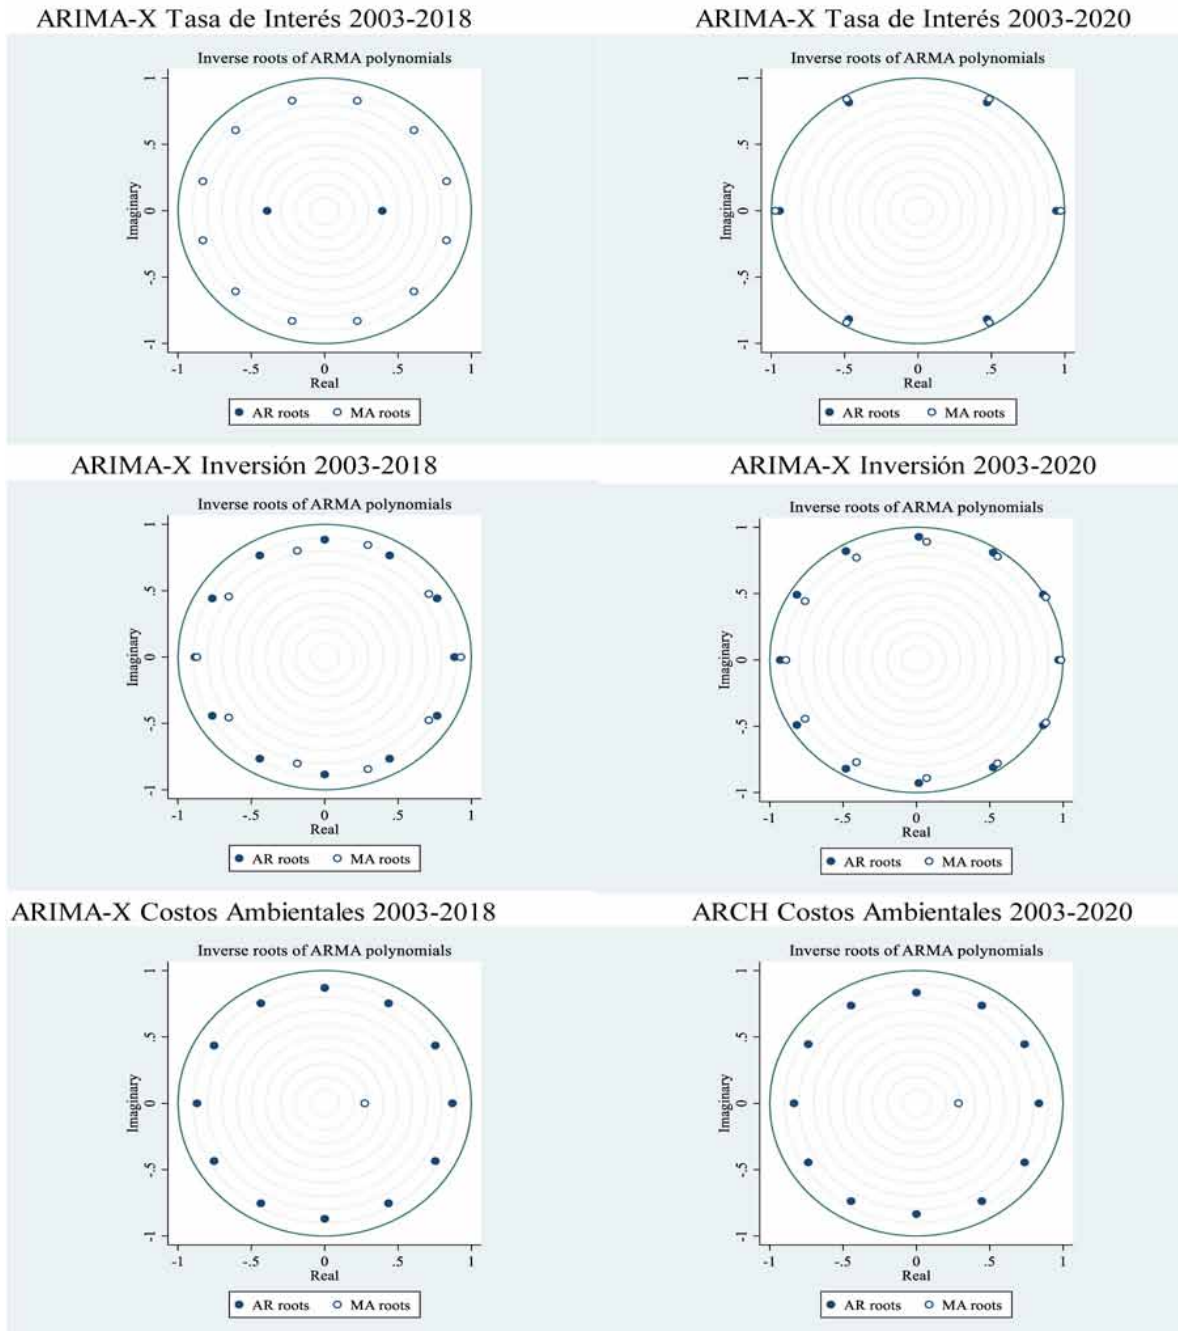 ARIMA-X Tasa de Interés 2003-2018
Inverse roots of ARMA polynomials
1
.5
0
-.5
-1
Imaginary
-1 -.5 0 .5 1
Real
AR roots MA roots
ARIMA-X Tasa de Interés 2003-2020
Inverse roots of ARMA polynomials
1
.5
0
-.5
-1
Imaginary
-1 -.5 0 .5 1
Real
AR roots MA roots
ARIMA-X Inversión 2003-2018
Inverse roots of ARMA polynomials
1
.5
0
-.5
-1
Imaginary
-1 -.5 0 .5 1
Real
AR roots MA roots
ARIMA-X Inversión 2003-2020
Inverse roots of ARMA polynomials
1
.5
0
-.5
-1
Imaginary
-1 -.5 0 .5 1
Real
AR roots MA roots
ARIMA-X Costos Ambientales 2003-2018
Inverse roots of ARMA polynomials
1
.5
0
-.5
-1
Imaginary
-1 -.5 0 .5 1
Real
AR roots MA roots
ARCH Costos Ambientales 2003-2020
Inverse roots of ARMA polynomials
1
.5
0
-.5
-1
Imaginary
-1 -.5 0 .5 1
Real
AR roots MA roots